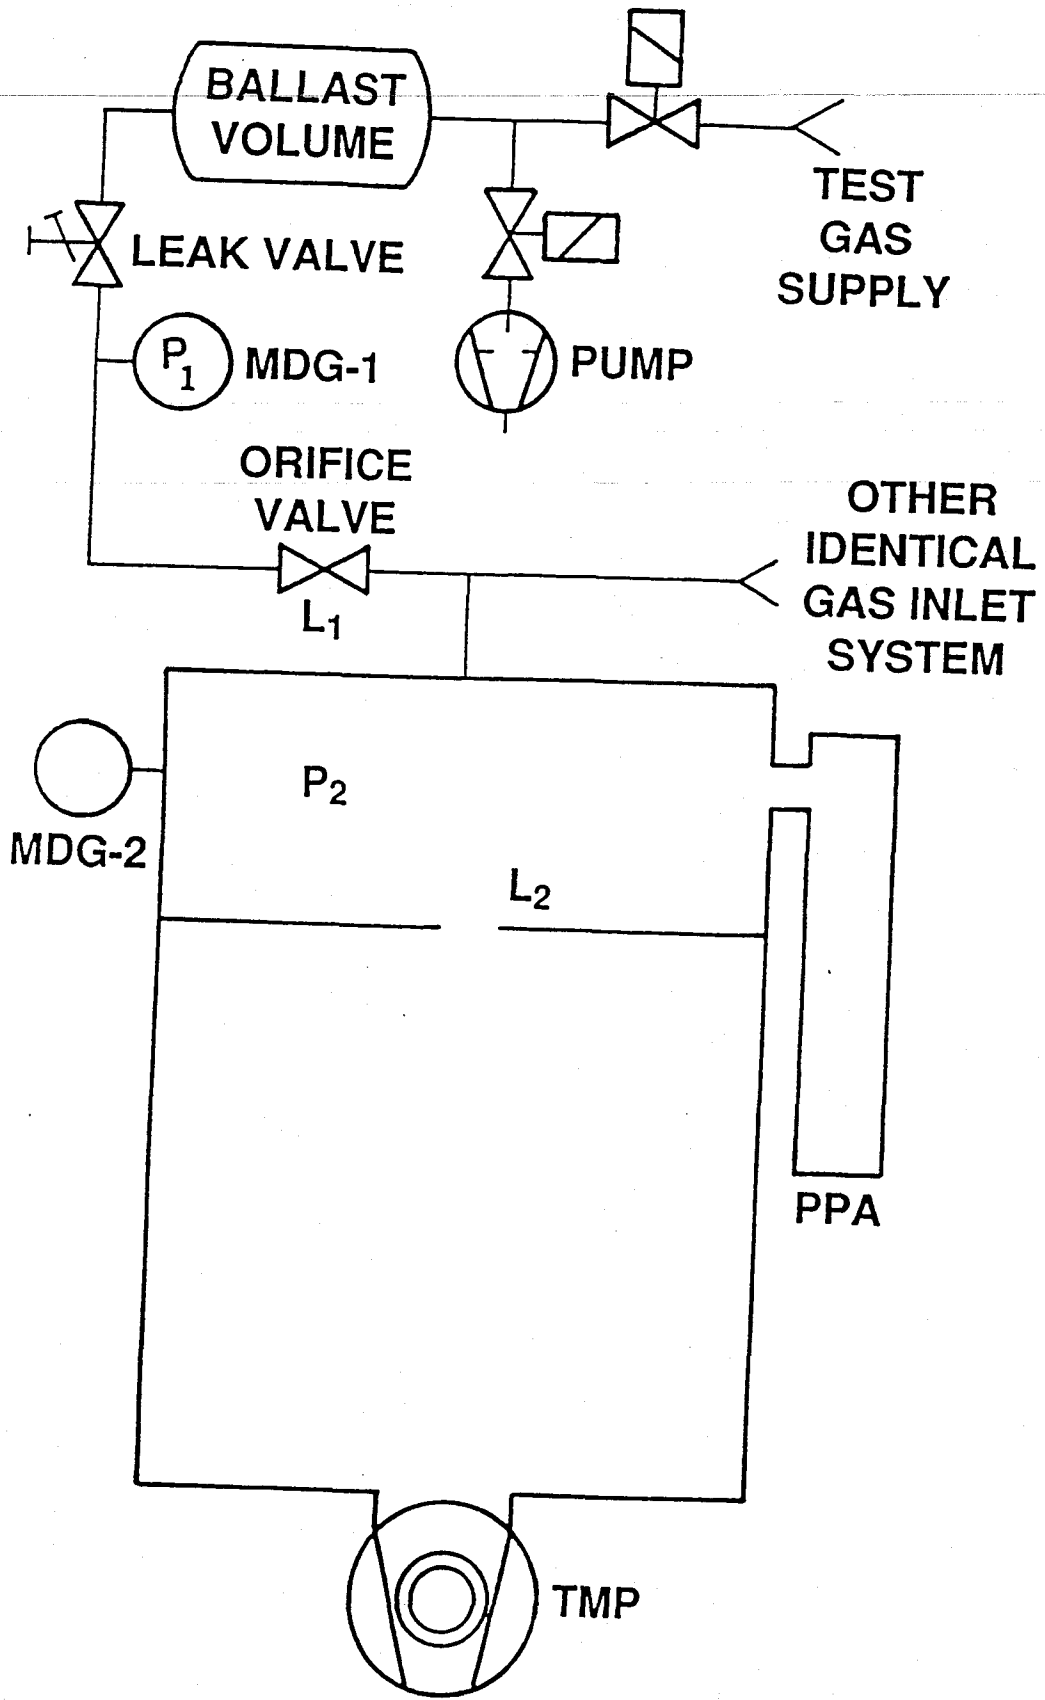 BALLAST
VOLUME
TEST
GAS
SUPPLY
LEAK VALVE
P1
MDG-1
PUMP
ORIFICE
VALVE
L1
OTHER
IDENTICAL
GAS INLET
SYSTEM
P2
MDG-2
L2
PPA
TMP